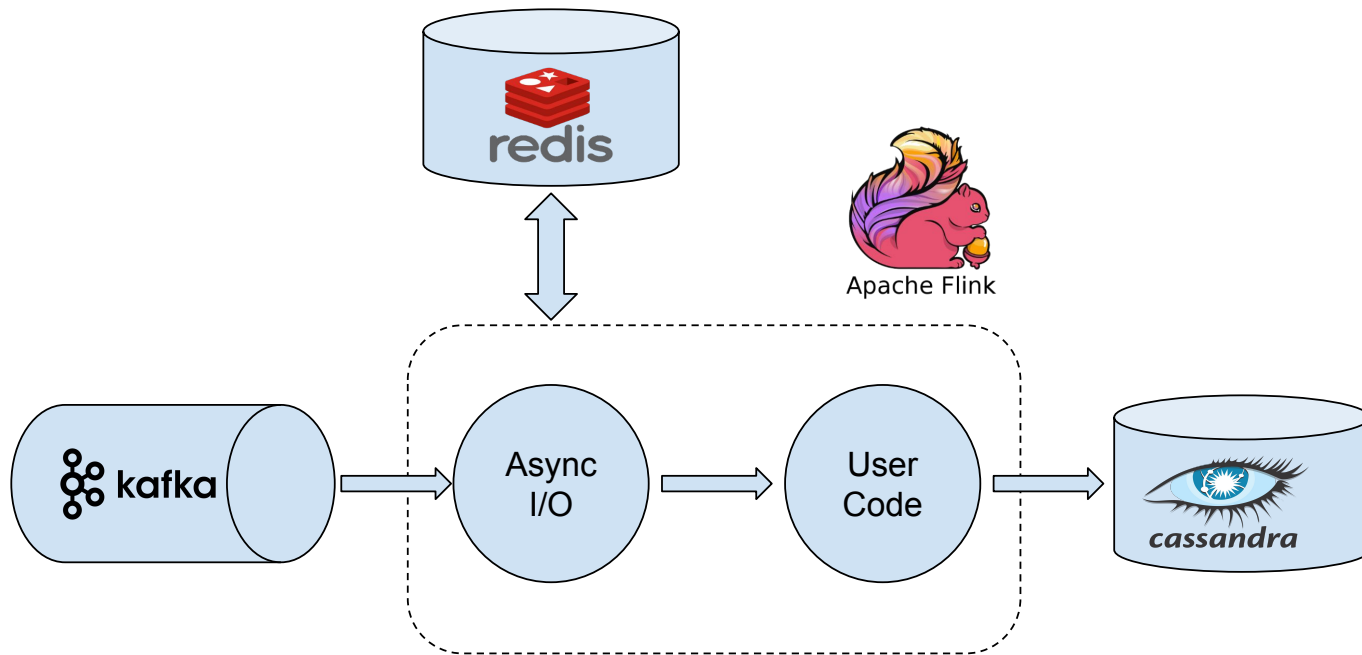 redis
Apache Flink
kafka
Async
I/O
User
Code
cassandra